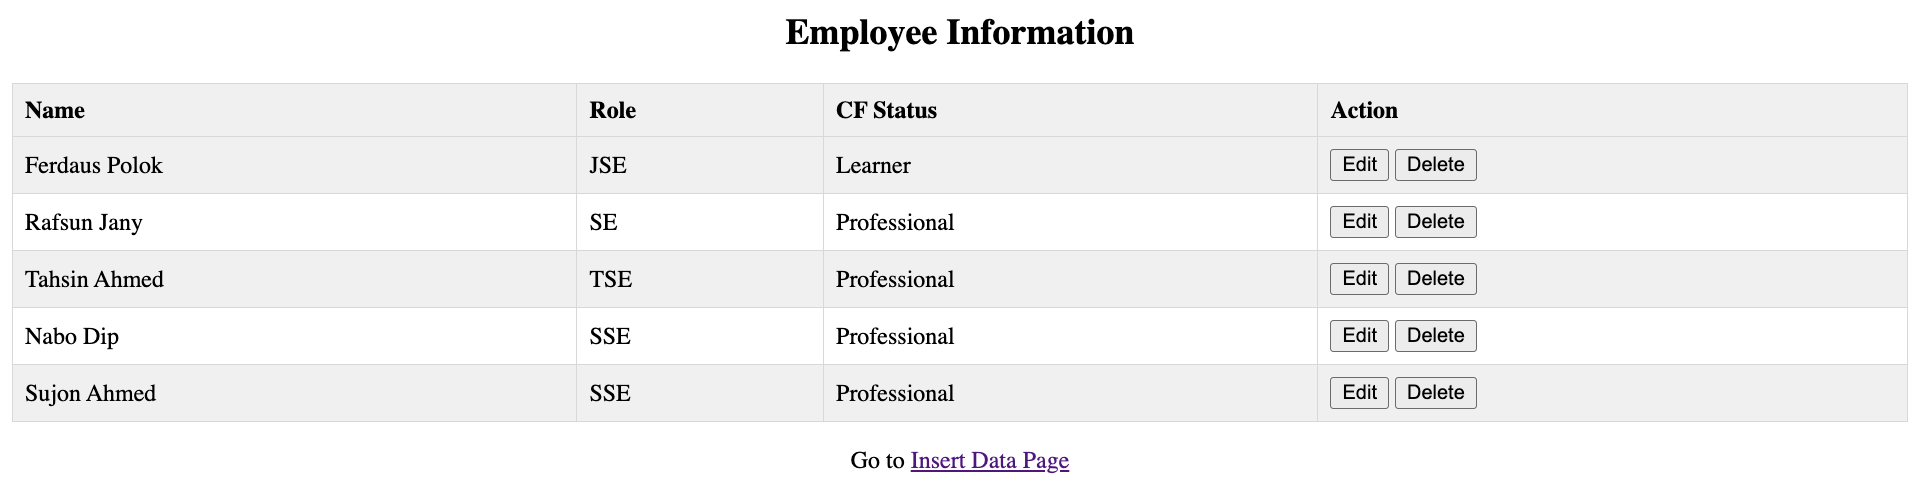 Employee Information
Name Role CF Status Action
Ferdaus Polok JSE Learner Edit Delete
Rafsun Jany SE Professional Edit Delete
Tahsin Ahmed TSE Professional Edit Delete
Nabo Dip SSE Professional Edit Delete
Sujon Ahmed SSE Professional Edit Delete
Go to Insert Data Page